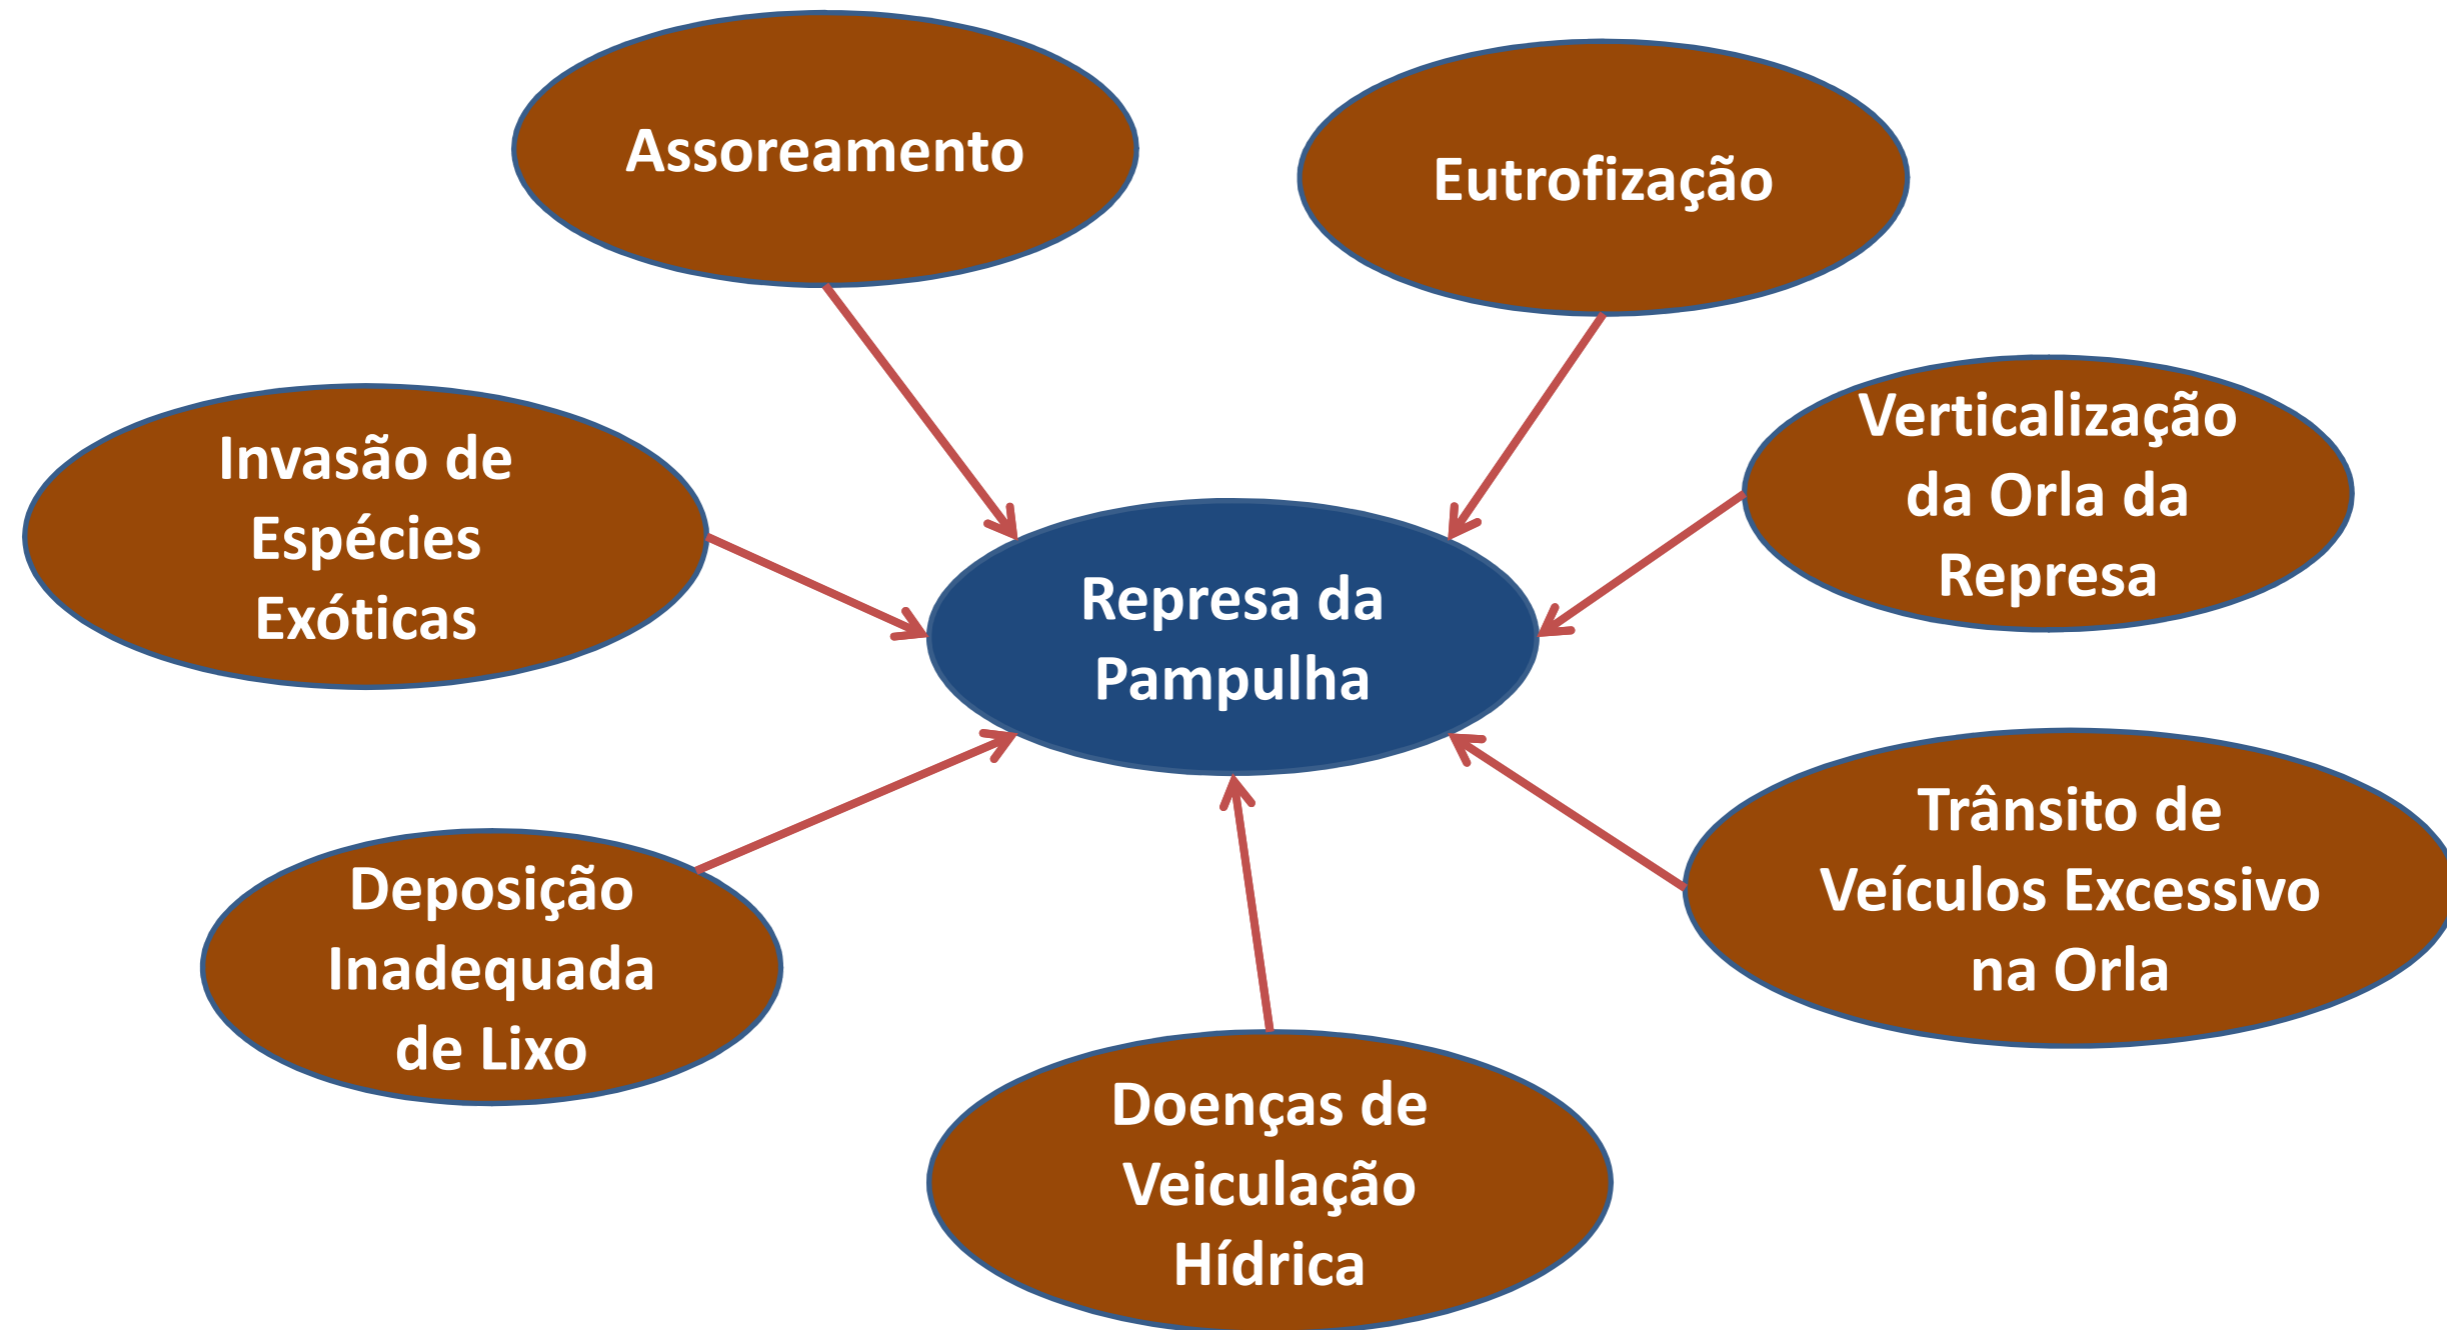 Assoreamento
Eutrofização
Invasão de
Espécies
Exóticas
Verticalização
da Orla da
Represa
Represa da
Pampulha
Deposição
Inadequada
de Lixo
Trânsito de
Veículos Excessivo
na Orla
Doenças de
Veiculação
Hídrica